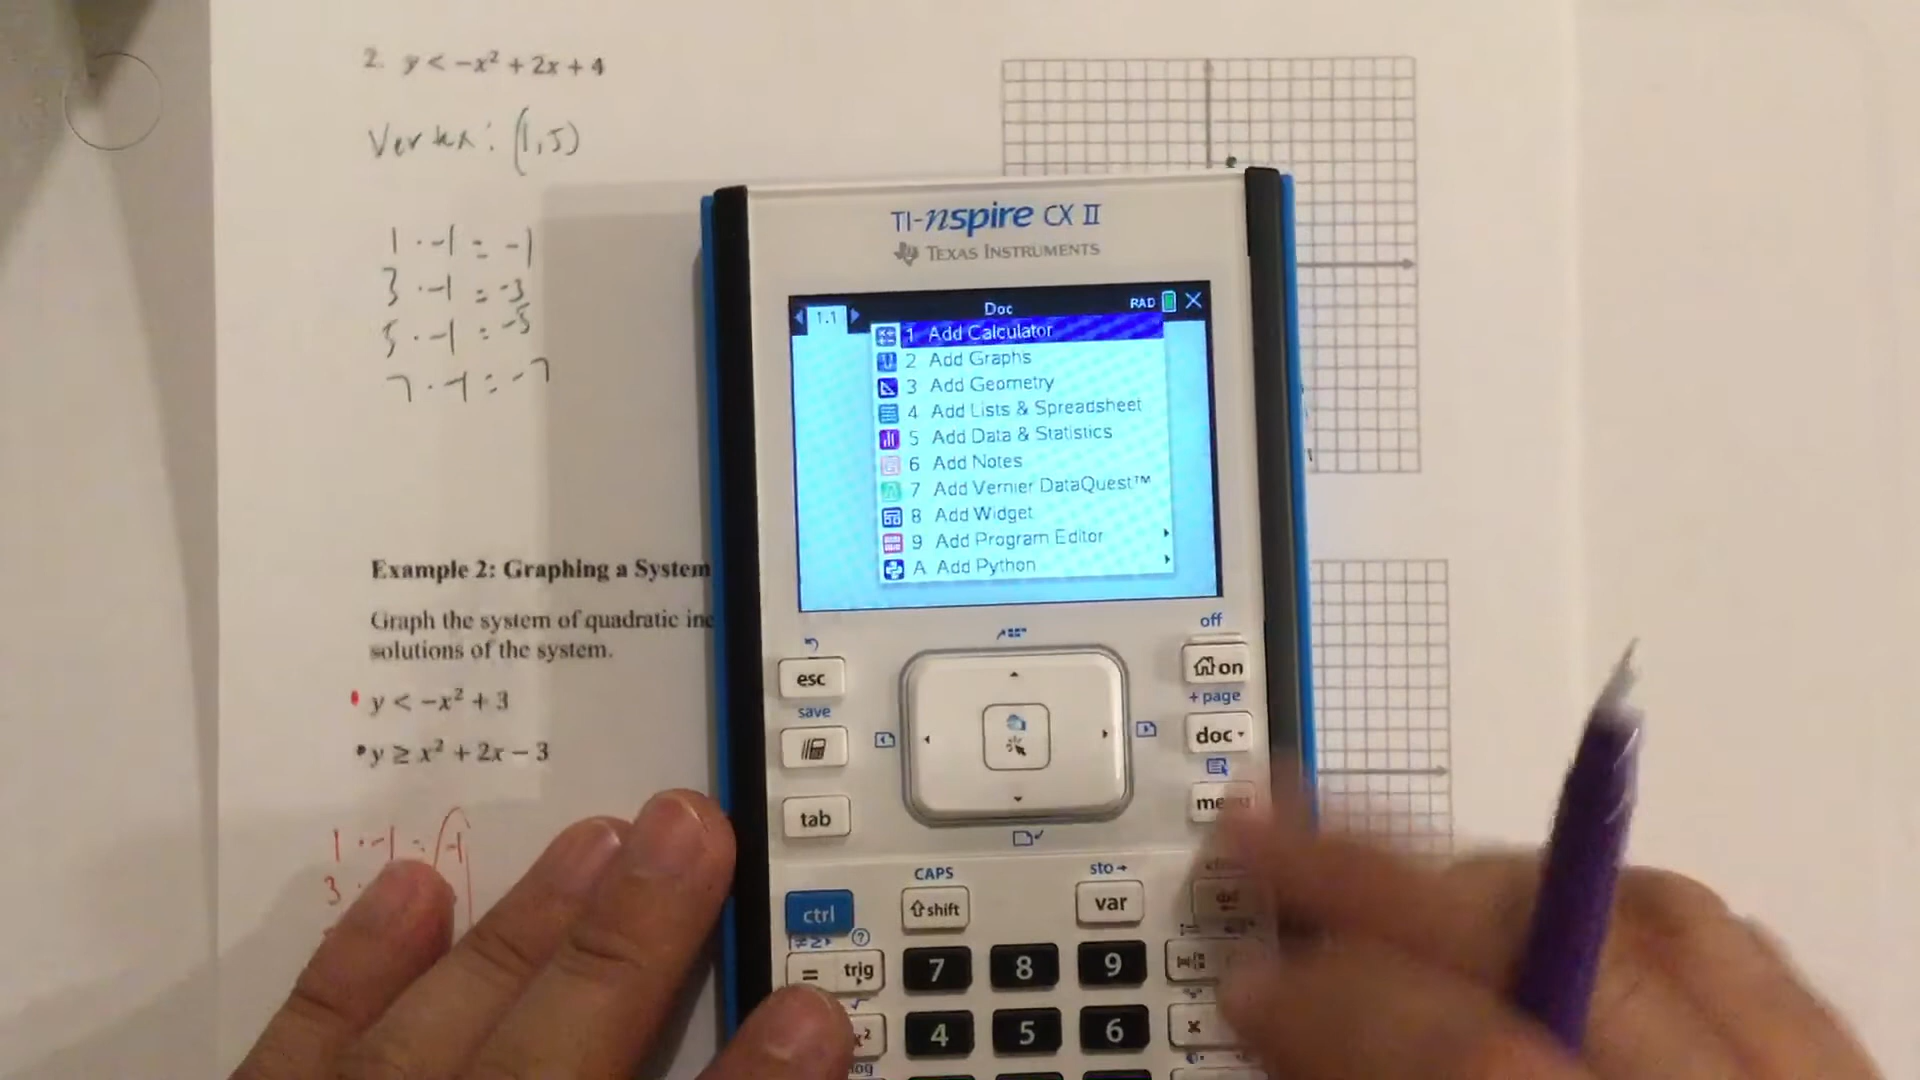 2. y < −x² + 2x + 4
Vertex: (1,5)
1 · -1 = -1
3 · -1 = -3
5 · -1 = -5
7 · -1 = -7
Example 2: Graphing a System
Graph the system of quadratic
solutions of the system.
y < −x² + 3
y ≥ x² + 2x − 3
1 · -1 = -1
3
TI-nspire CX II
TEXAS INSTRUMENTS
1.1 Doc RAD
1 Add Calculator
2 Add Graphs
3 Add Geometry
4 Add Lists & Spreadsheet
5 Add Data & Statistics
6 Add Notes
7 Add Vernier DataQuest™
8 Add Widget
9 Add Program Editor
A Add Python
off
esc
on
save
+ page
doc
tab
menu
CAPS
sto→
ctrl
shift
var
del
= trig 7 8 9
x² 4 5 6 ×